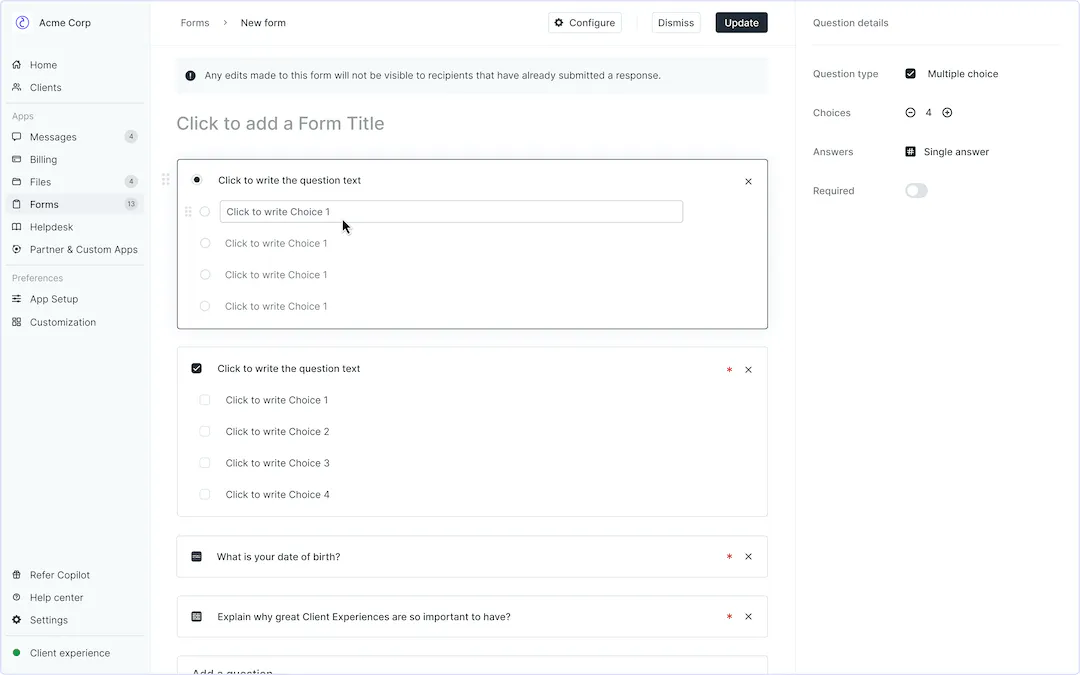 Acme Corp
Home
Clients
Apps
Messages 4
Billing
Files 4
Forms 13
Helpdesk
Partner & Custom Apps
Preferences
App Setup
Customization
Refer Copilot
Help center
Settings
Client experience
Forms > New form
Configure
Dismiss
Update
Any edits made to this form will not be visible to recipients that have already submitted a response.
Click to add a Form Title
Click to write the question text
Click to write Choice 1
Click to write Choice 1
Click to write Choice 1
Click to write Choice 1
Click to write the question text *
Click to write Choice 1
Click to write Choice 2
Click to write Choice 3
Click to write Choice 4
What is your date of birth? *
Explain why great Client Experiences are so important to have? *
Add a question
Question details
Question type Multiple choice
Choices 4
Answers # Single answer
Required